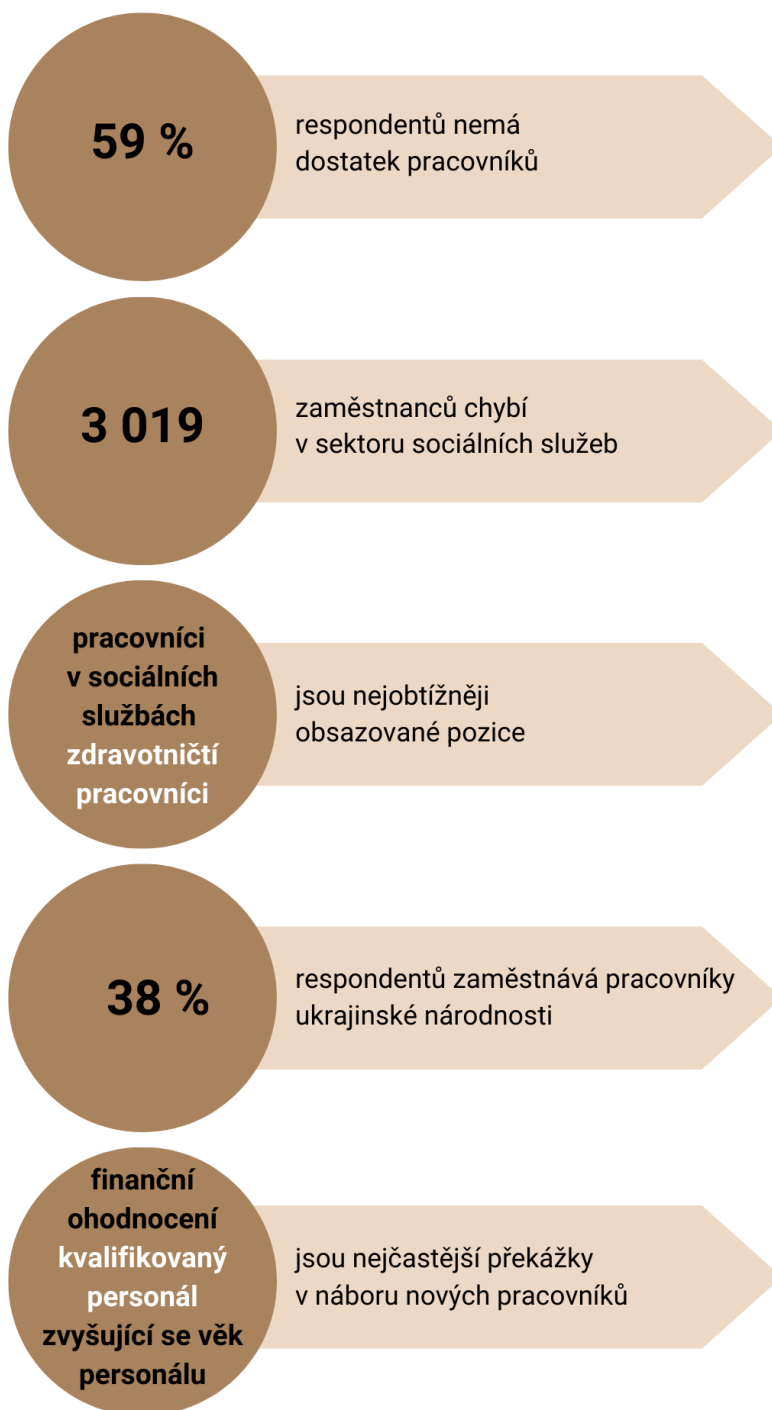 59 %
respondentů nemá
dostatek pracovníků
3 019
zaměstnanců chybí
v sektoru sociálních služeb
pracovníci
v sociálních
službách
zdravotničtí
pracovníci
jsou nejobtížněji
obsazované pozice
38 %
respondentů zaměstnává pracovníky
ukrajinské národnosti
finanční
ohodnocení
kvalifikovaný
personál
zvyšující se věk
personálu
jsou nejčastější překážky
v náboru nových pracovníků